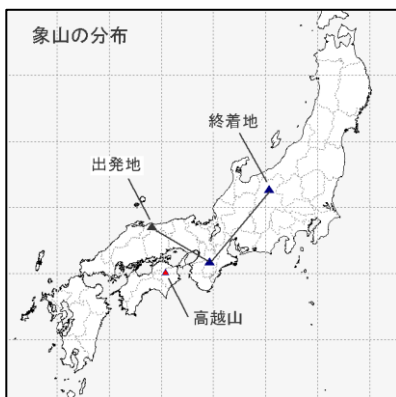 象山の分布
終着地
出発地
高越山